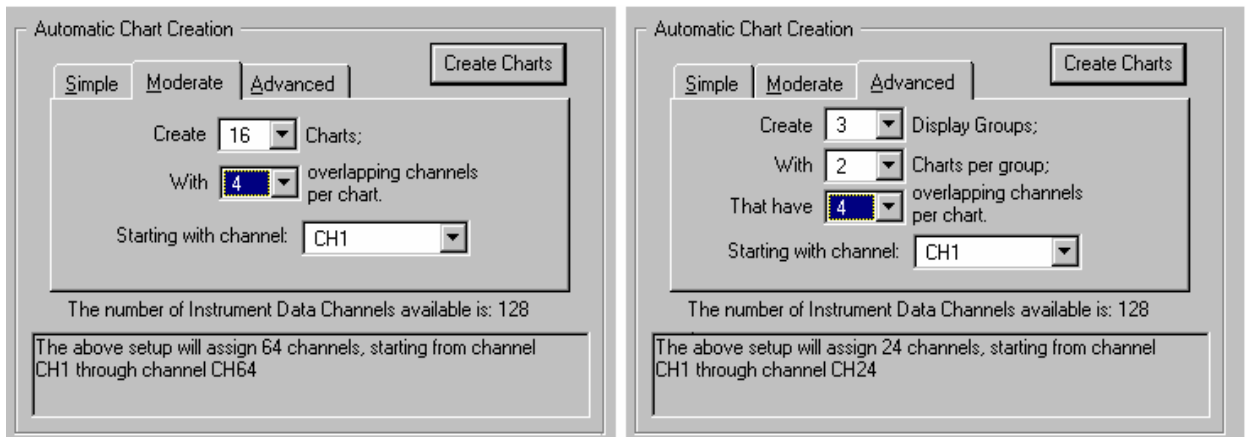 Automatic Chart Creation
Create Charts
Simple Moderate Advanced
Create 16 Charts;
With 4 overlapping channels
per chart.
Starting with channel: CH1
The number of Instrument Data Channels available is: 128
The above setup will assign 64 channels, starting from channel
CH1 through channel CH64
Automatic Chart Creation
Create Charts
Simple Moderate Advanced
Create 3 Display Groups;
With 2 Charts per group;
That have 4 overlapping channels
per chart.
Starting with channel: CH1
The number of Instrument Data Channels available is: 128
The above setup will assign 24 channels, starting from channel
CH1 through channel CH24